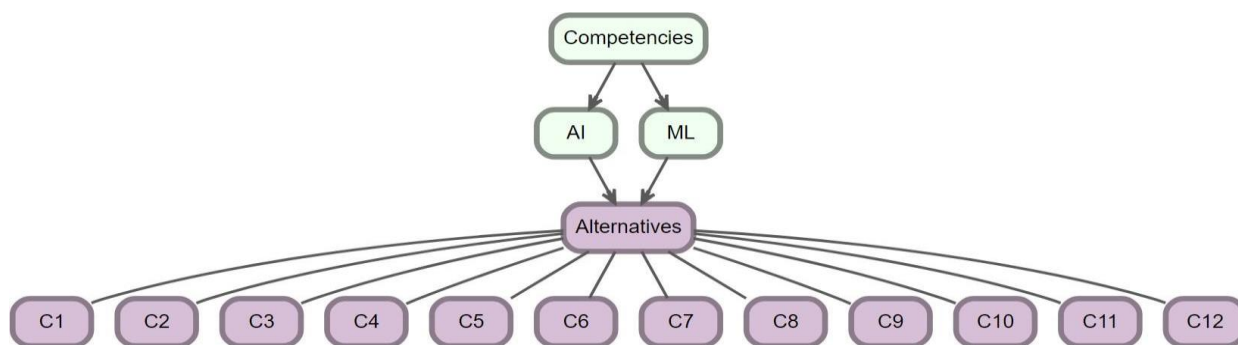 Competencies
AI ML
Alternatives
C1 C2 C3 C4 C5 C6 C7 C8 C9 C10 C11 C12